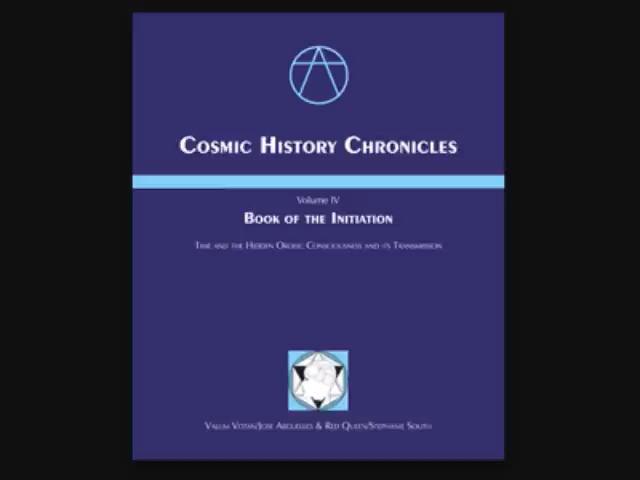 Cosmic History Chronicles
Volume IV
Book of the Initiation
Time and the Hidden Order: Consciousness and its Transmission
Valum Votan/Jose Arguelles & Red Queen/Stephanie South